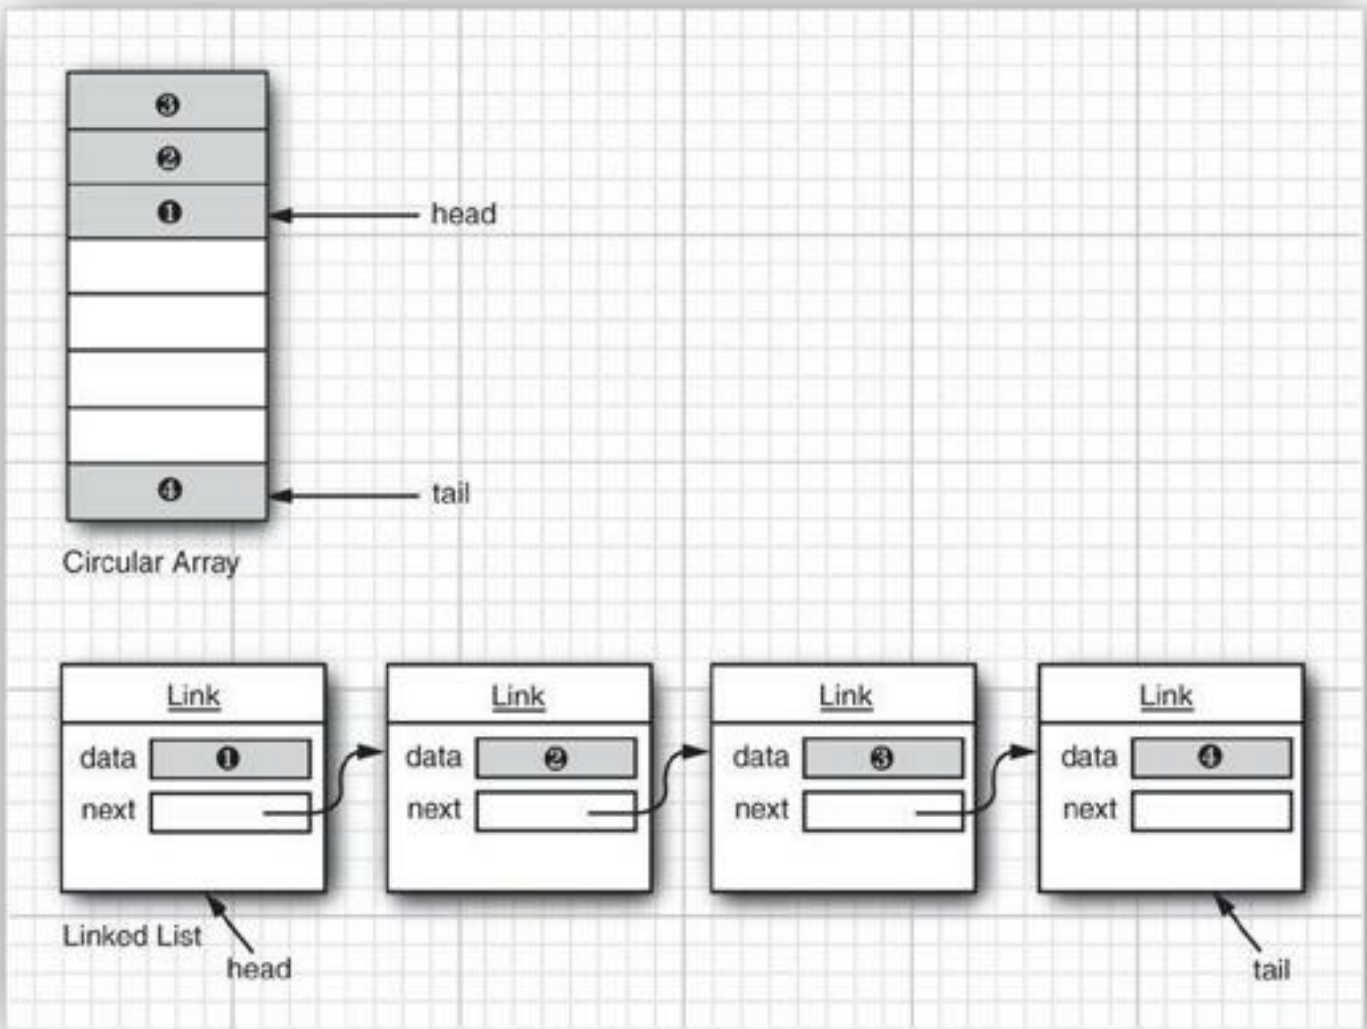 ❸
❷
❶ head
❹ tail
Circular Array
Link Link Link Link
data ❶ data ❷ data ❸ data ❹
next next next next
Linked List
head tail